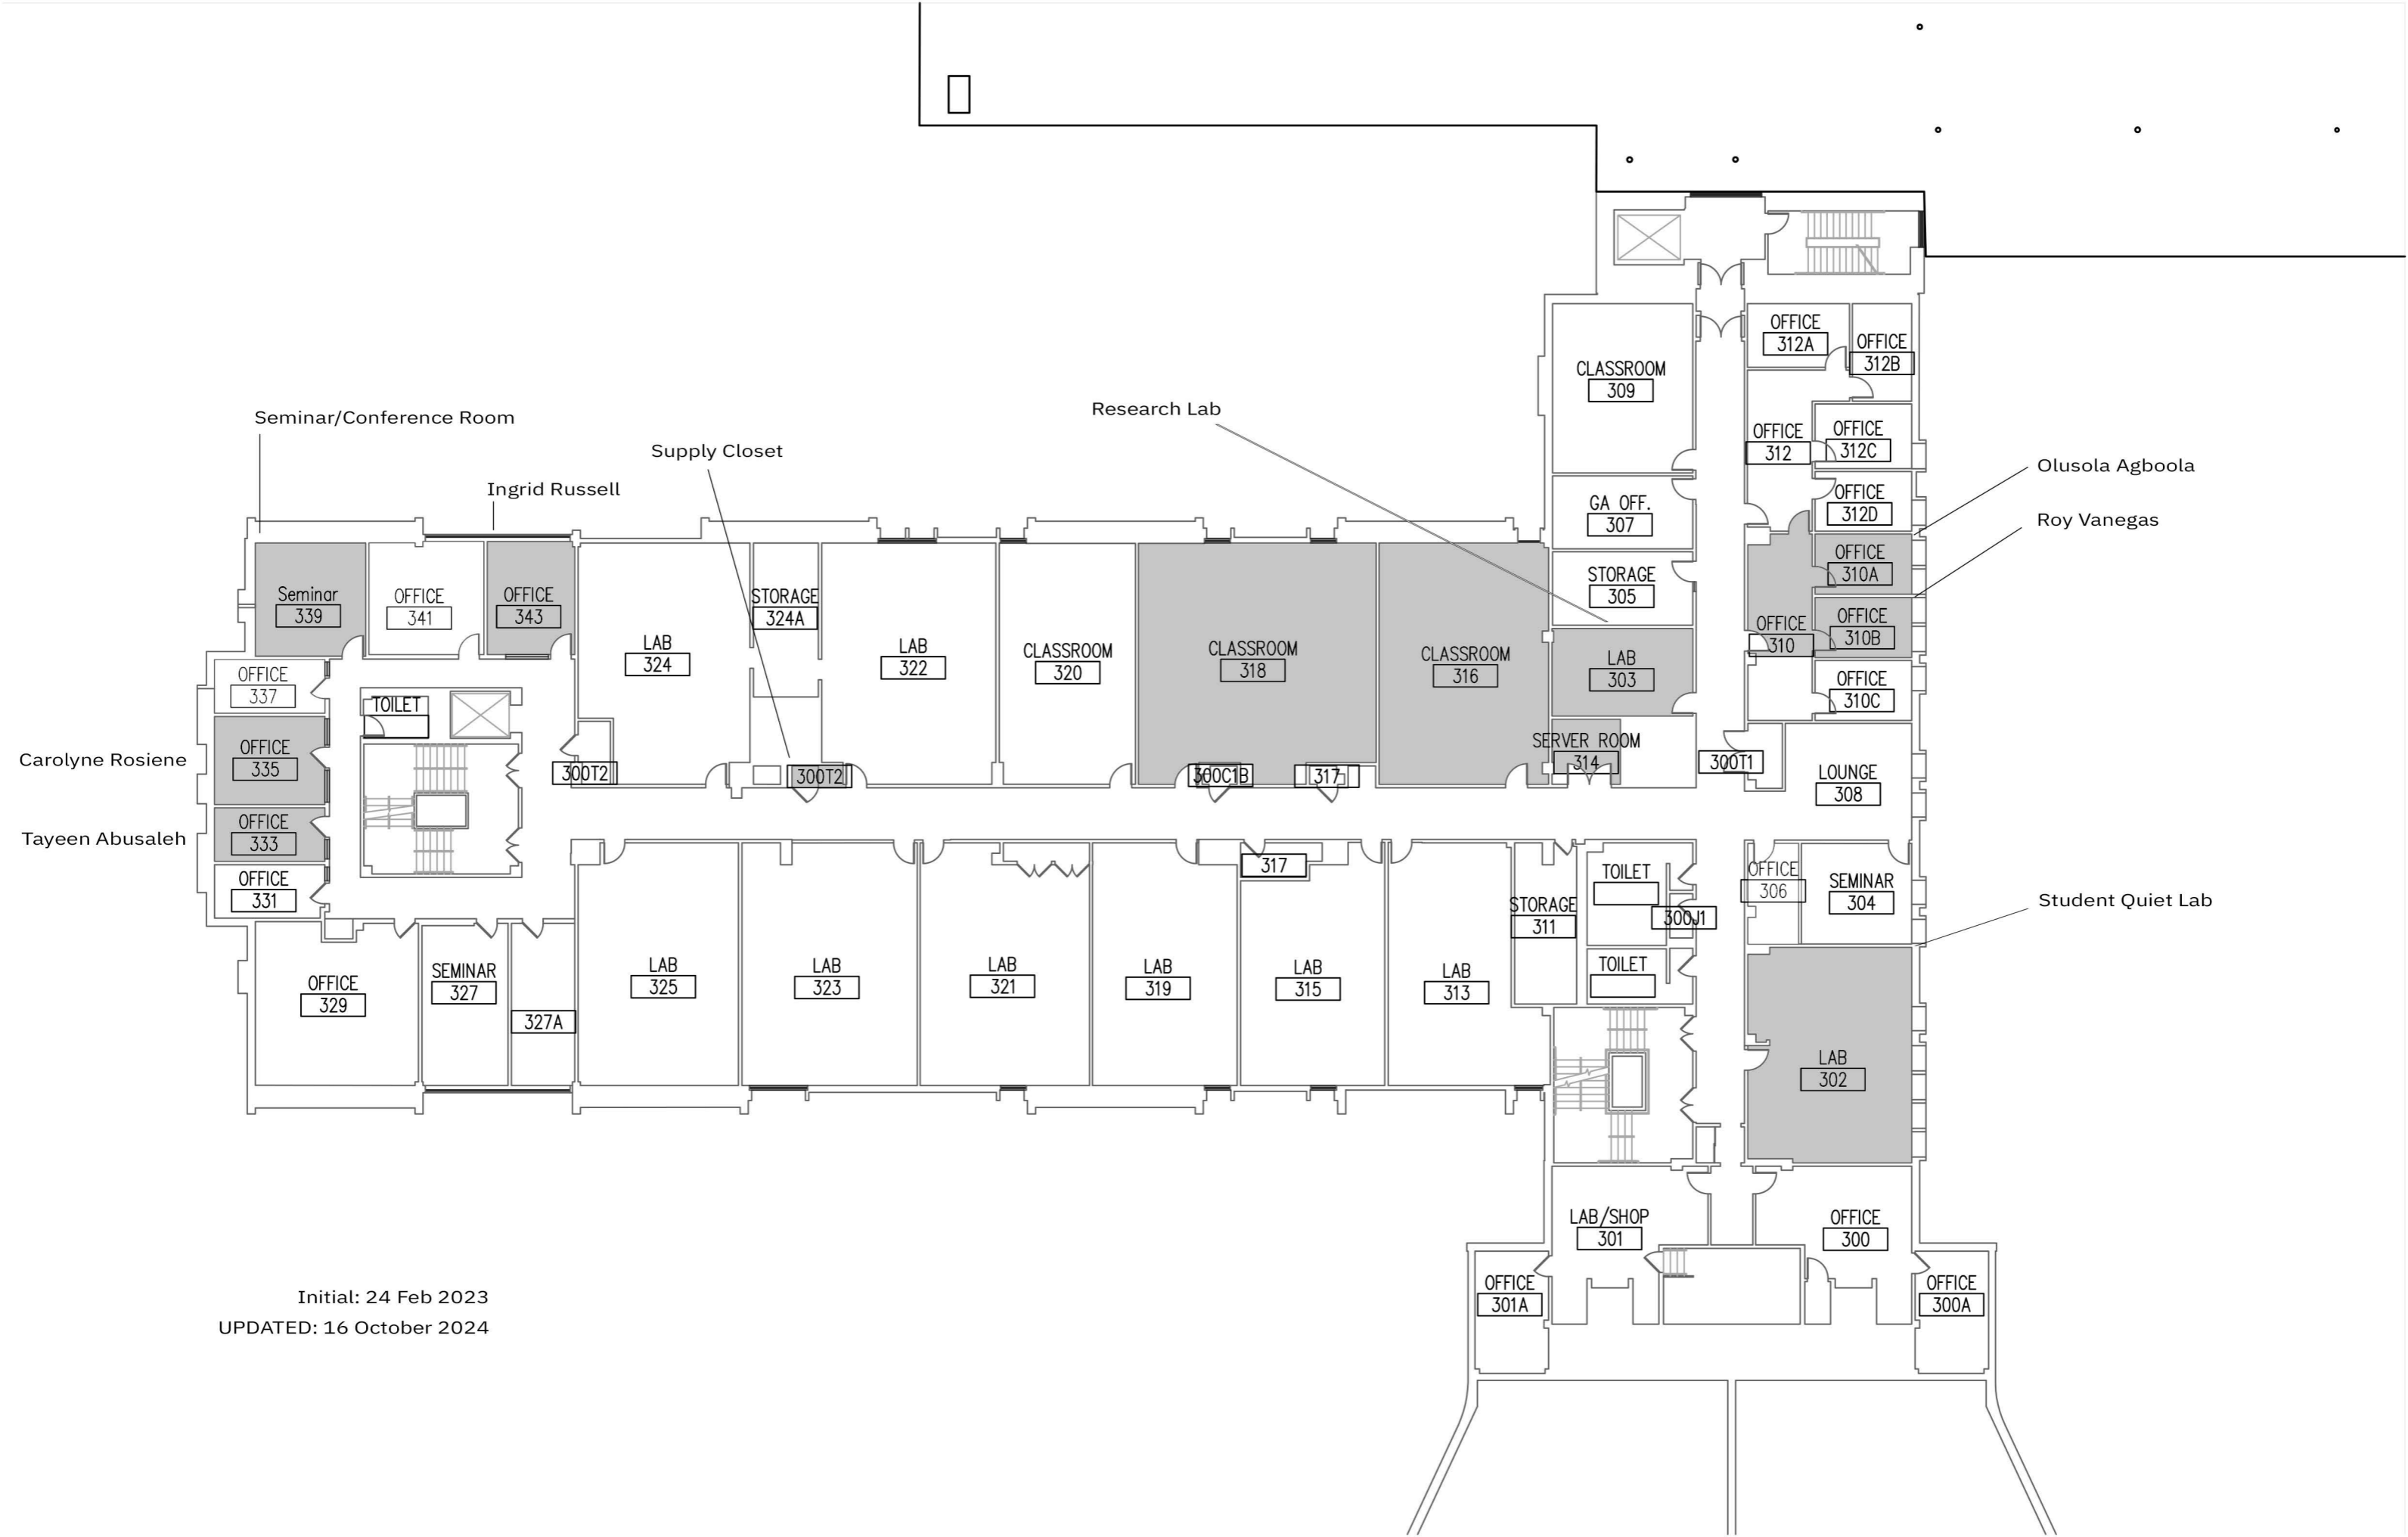 OFFICE
312A
OFFICE
312B
CLASSROOM
309
Research Lab
Seminar/Conference Room
OFFICE
312
OFFICE
312C
Supply Closet
Olusola Agboola
Ingrid Russell
OFFICE
312D
GA OFF.
307
Roy Vanegas
OFFICE
310A
STORAGE
305
Seminar
339
OFFICE
341
OFFICE
343
STORAGE
324A
OFFICE
310
OFFICE
310B
LAB
324
LAB
322
CLASSROOM
320
CLASSROOM
318
CLASSROOM
316
LAB
303
OFFICE
337
OFFICE
310C
TOILET
SERVER ROOM
314
Carolyne Rosiene
OFFICE
335
300T2
300T2
300C1B
317
300T1
LOUNGE
308
Tayeen Abusaleh
OFFICE
333
OFFICE
331
317
TOILET
OFFICE
306
SEMINAR
304
STORAGE
311
300J1
Student Quiet Lab
OFFICE
329
SEMINAR
327
327A
LAB
325
LAB
323
LAB
321
LAB
319
LAB
315
LAB
313
TOILET
LAB
302
LAB/SHOP
301
OFFICE
300
OFFICE
301A
OFFICE
300A
Initial: 24 Feb 2023
UPDATED: 16 October 2024